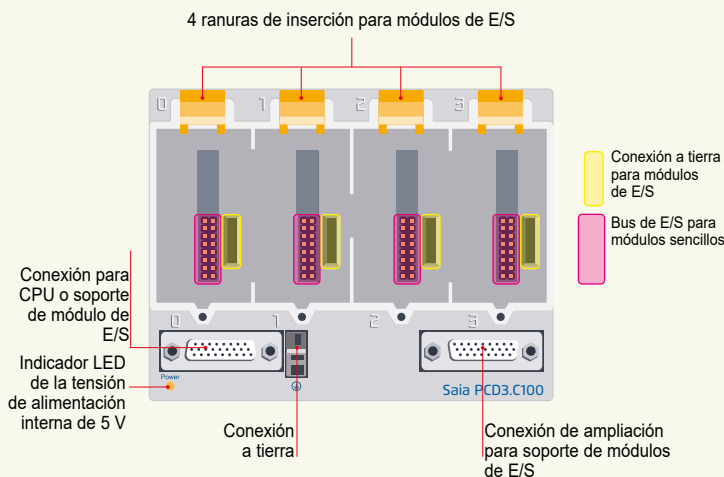 4 ranuras de inserción para módulos de E/S
0 1 2 3
Conexión a tierra
para módulos
de E/S
Bus de E/S para
módulos sencillos
Conexión para
CPU o soporte
de módulo de
E/S
0 1 2 3
Indicador LED
de la tensión
de alimentación
interna de 5 V
Power
Saia PCD3.C100
Conexión
a tierra
Conexión de ampliación
para soporte de módulos
de E/S